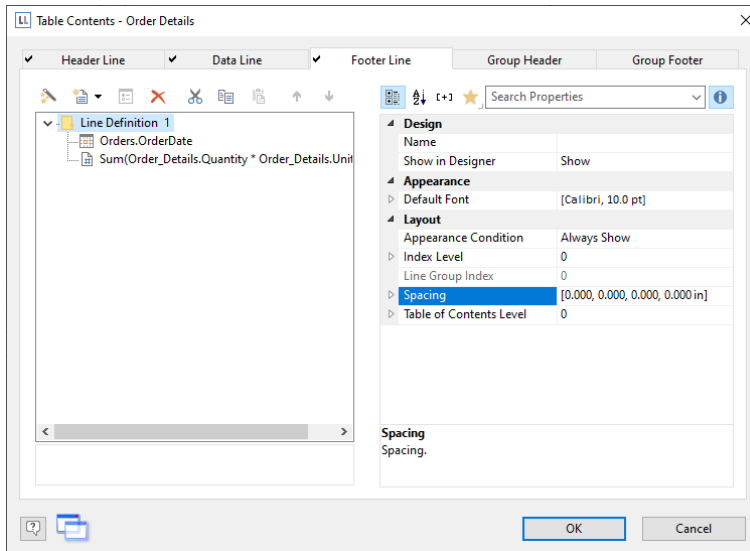 LL Table Contents - Order Details
Header Line Data Line Footer Line Group Header Group Footer
Search Properties
Line Definition 1
Orders.OrderDate
Sum(Order_Details.Quantity * Order_Details.Unit
Design
Name
Show in Designer Show
Appearance
Default Font [Calibri, 10.0 pt]
Layout
Appearance Condition Always Show
Index Level 0
Line Group Index 0
Spacing [0.000, 0.000, 0.000, 0.000 in]
Table of Contents Level 0
Spacing
Spacing.
OK Cancel